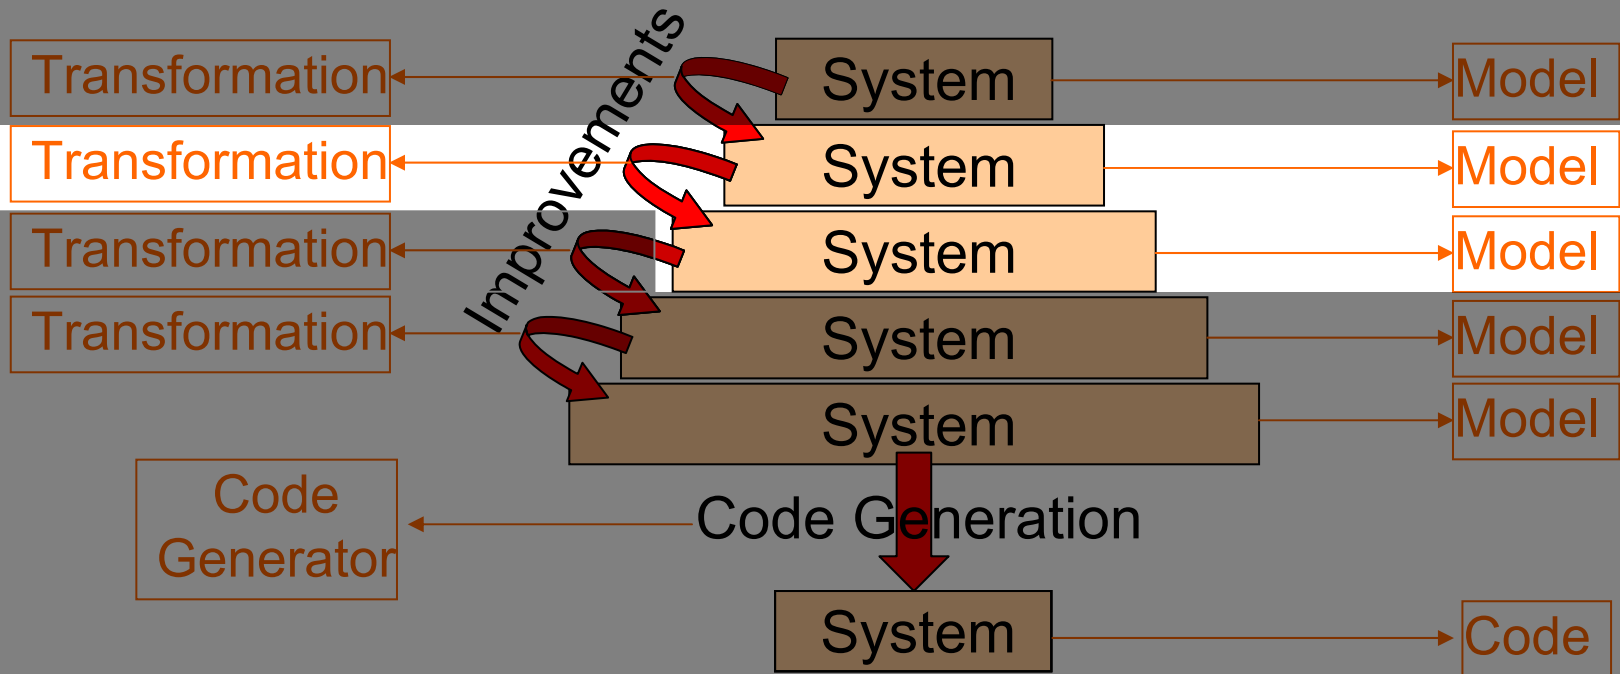 Improvements
Transformation System Model
Transformation System Model
Transformation System Model
Transformation System Model
System Model
Code
Generator
Code Generation
System Code